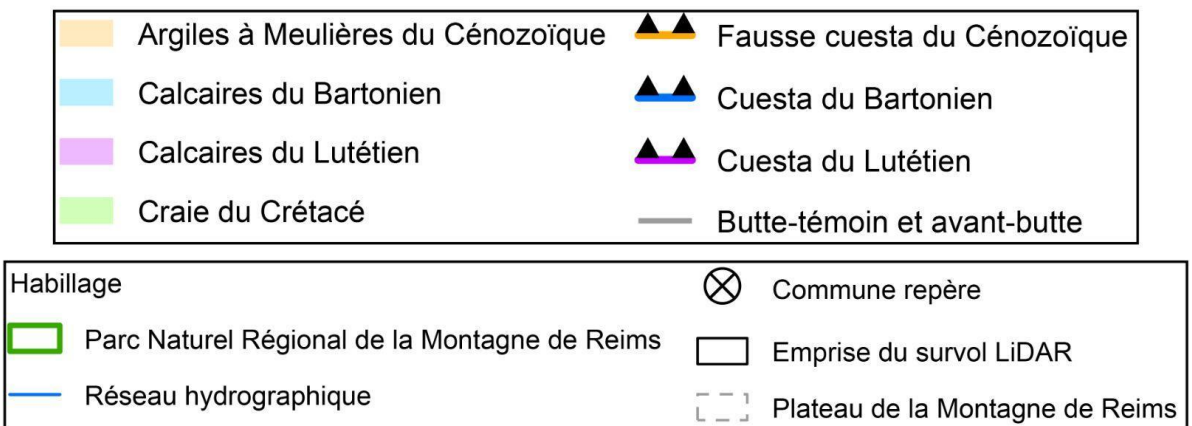 Argiles à Meulières du Cénozoïque
Fausse cuesta du Cénozoïque
Calcaires du Bartonien
Cuesta du Bartonien
Calcaires du Lutétien
Cuesta du Lutétien
Craie du Crétacé
Butte-témoin et avant-butte
Habillage
Commune repère
Parc Naturel Régional de la Montagne de Reims
Emprise du survol LiDAR
Réseau hydrographique
Plateau de la Montagne de Reims